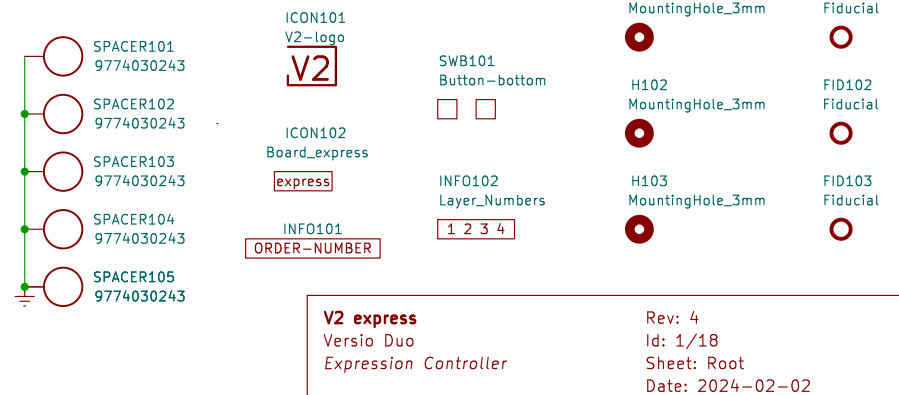 SPACER101
9774030243
SPACER102
9774030243
SPACER103
9774030243
SPACER104
9774030243
SPACER105
9774030243
ICON101
V2-logo
V2
ICON102
Board_express
express
INFO101
ORDER-NUMBER
SWB101
Button-bottom
INFO102
Layer_Numbers
1 2 3 4
MountingHole_3mm
H102
MountingHole_3mm
H103
MountingHole_3mm
Fiducial
FID102
Fiducial
FID103
Fiducial
V2 express
Versio Duo
Expression Controller
Rev: 4
Id: 1/18
Sheet: Root
Date: 2024-02-02